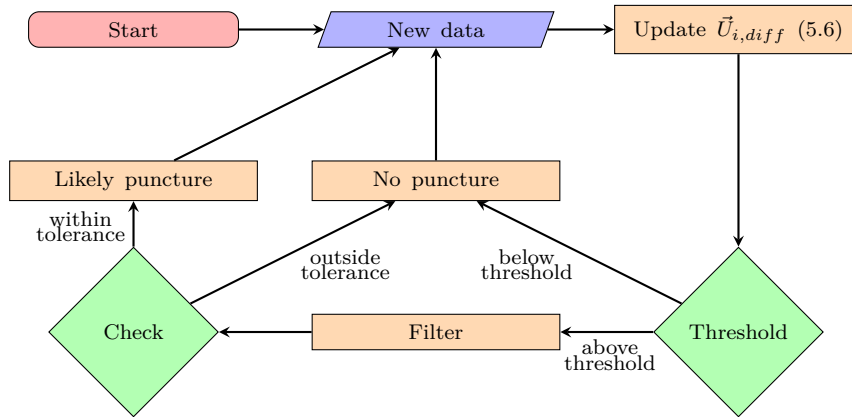 Start
New data
Update $\vec{U}_{i,diff}$ (5.6)
Likely puncture
No puncture
within
tolerance
outside
tolerance
below
threshold
Check
Filter
Threshold
above
threshold